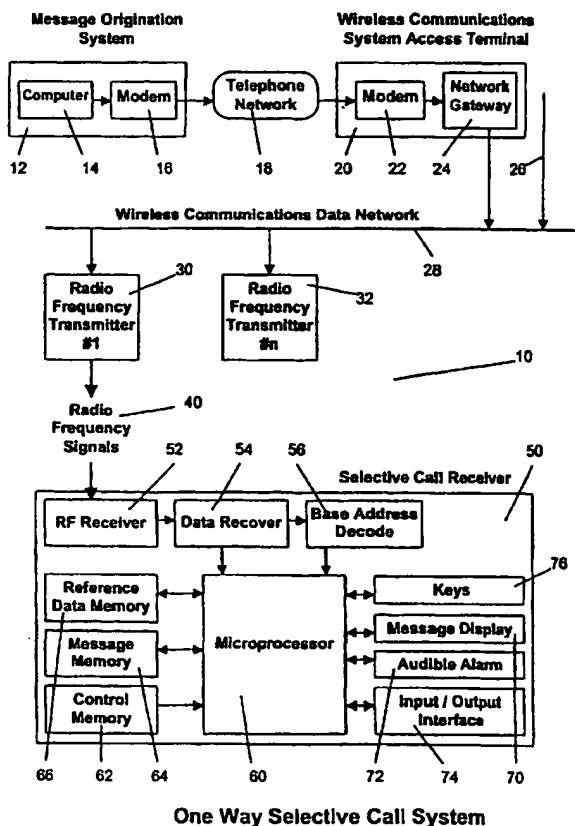 Message Origination
System
Wireless Communications
System Access Terminal
Computer
Modem
Telephone
Network
Modem
Network
Gateway
12
14
16
18
20
22
24
26
Wireless Communications Data Network
28
30
Radio
Frequency
Transmitter
#1
32
Radio
Frequency
Transmitter
#n
10
40
Radio
Frequency
Signals
52
54
56
50
Selective Call Receiver
RF Receiver
Data Recover
Base Address
Decode
76
Reference
Data Memory
Message
Memory
Control
Memory
Microprocessor
Keys
Message Display
Audible Alarm
Input / Output
Interface
66
62
64
60
72
74
70
One Way Selective Call System